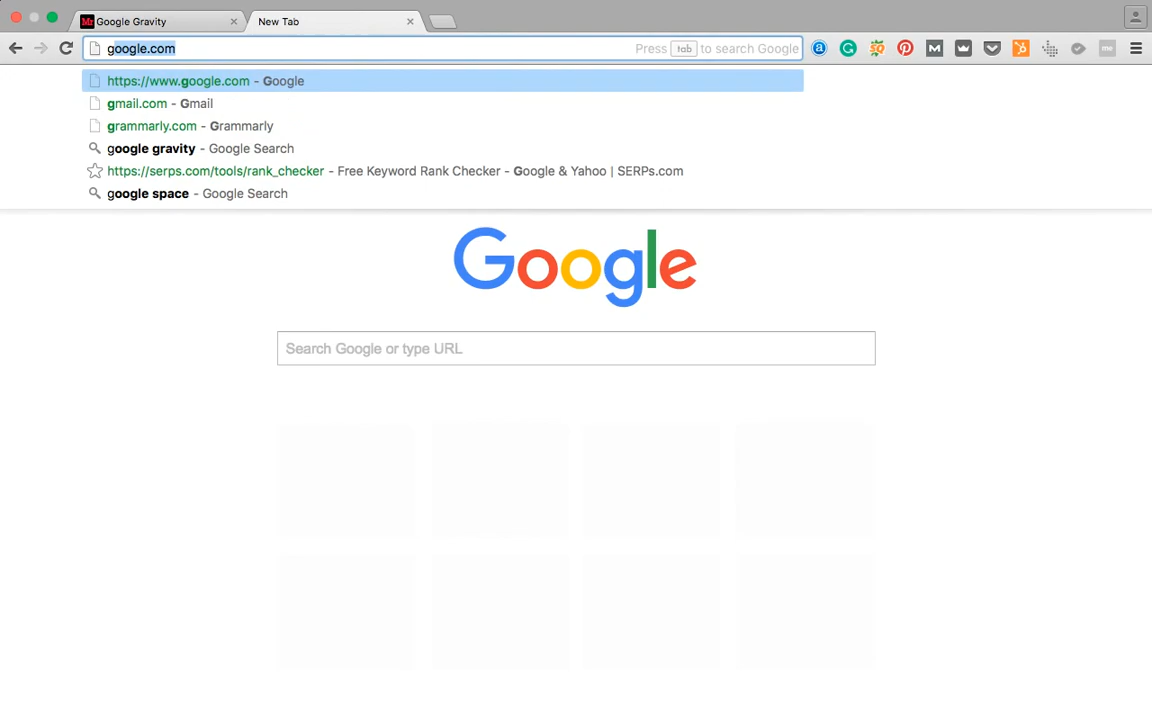 Mr Google Gravity
New Tab
google.com
Press tab to search Google
https://www.google.com - Google
gmail.com - Gmail
grammarly.com - Grammarly
google gravity - Google Search
https://serps.com/tools/rank_checker - Free Keyword Rank Checker - Google & Yahoo | SERPs.com
google space - Google Search
Google
Search Google or type URL